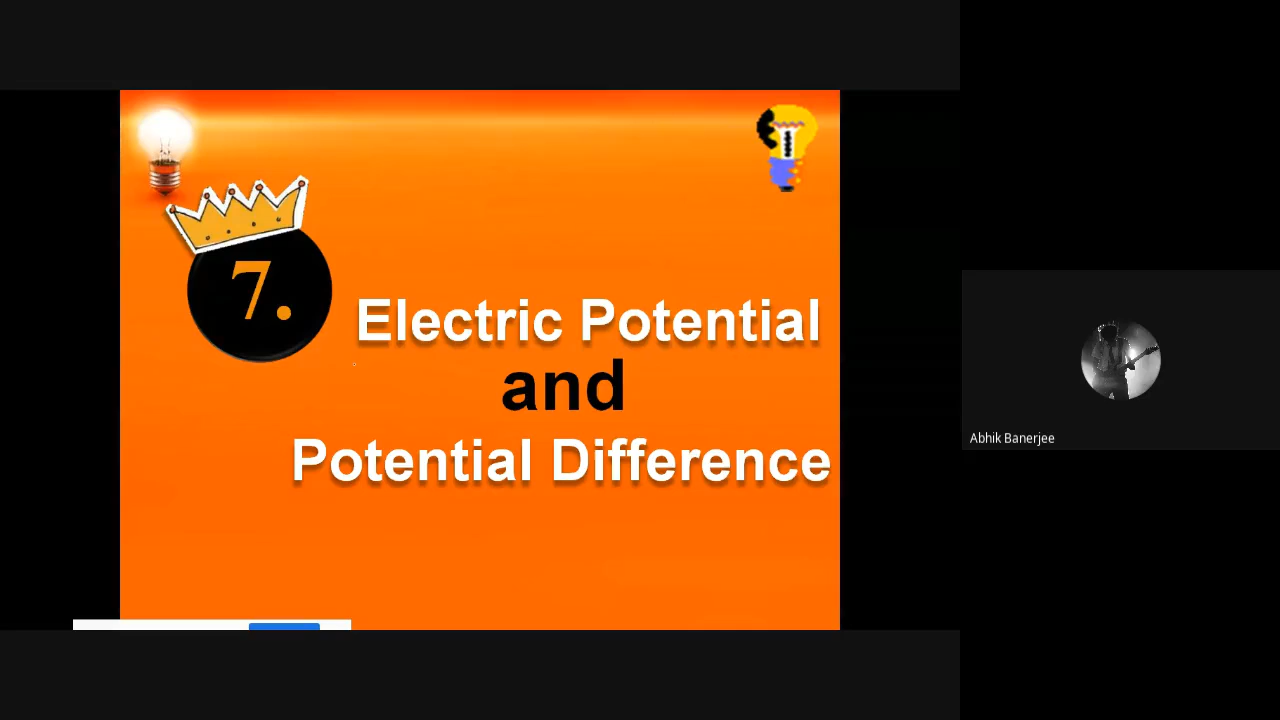 7.
Electric Potential
and
Potential Difference
Abhik Banerjee